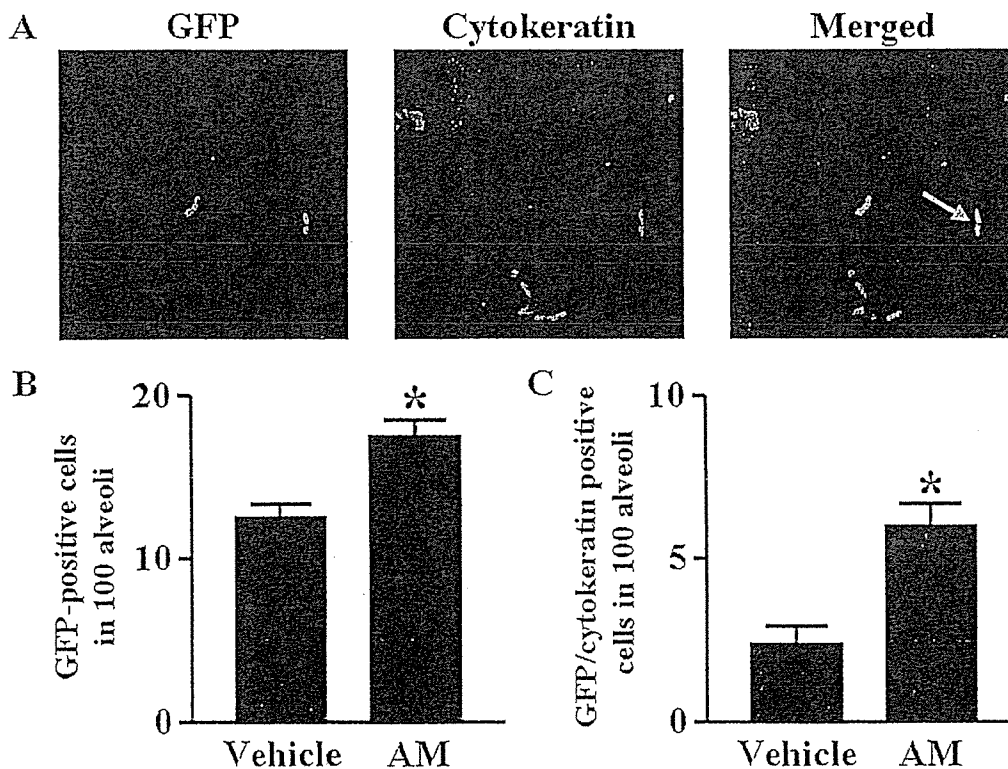 A
GFP
Cytokeratin
Merged
B
GFP-positive cells
in 100 alveoli
20
10
0
*
Vehicle
AM
C
GFP/cytokeratin positive
cells in 100 alveoli
10
5
0
*
Vehicle
AM